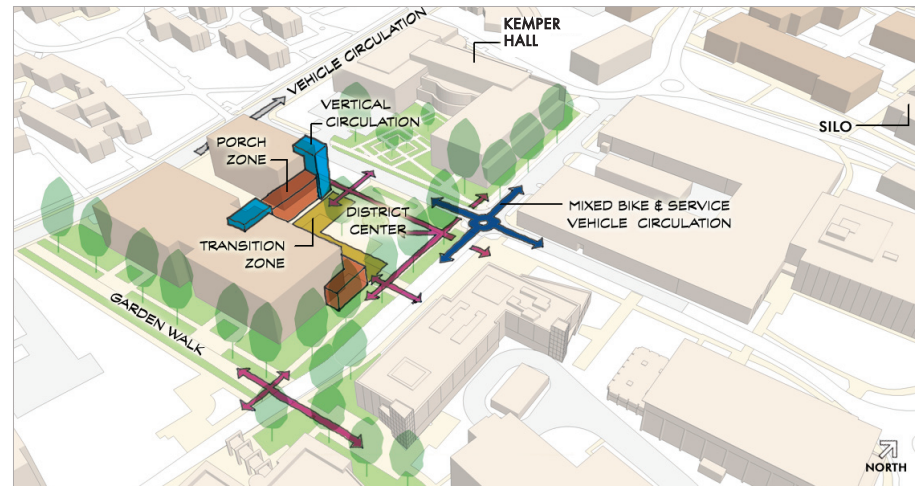 KEMPER
HALL
VEHICLE CIRCULATION
VERTICAL
CIRCULATION
SILO
PORCH
ZONE
MIXED BIKE & SERVICE
VEHICLE CIRCULATION
DISTRICT
CENTER
TRANSITION
ZONE
GARDEN WALK
NORTH